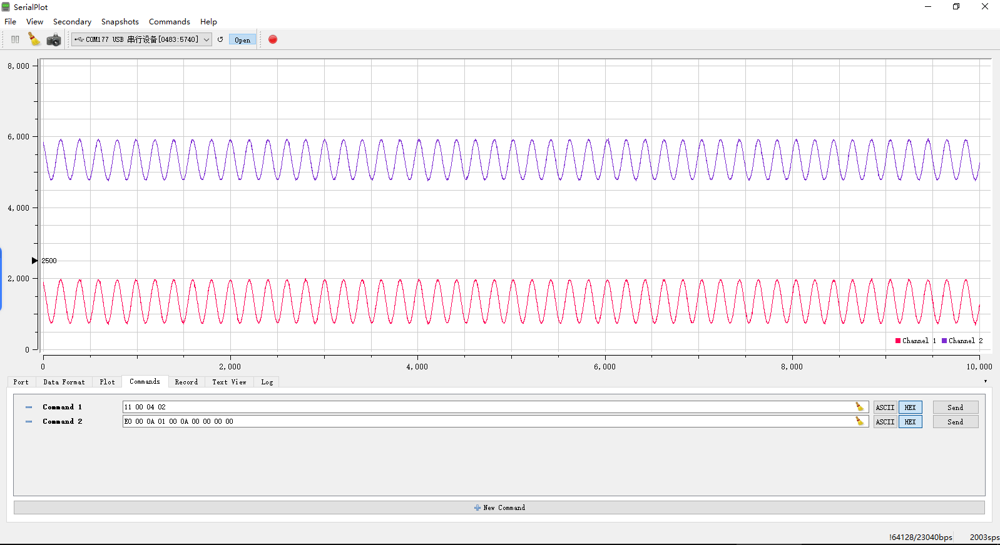 SerialPlot
File View Secondary Snapshots Commands Help
COM177 USB 串行设备[0483:5740] Open
8,000
6,000
4,000
2500
2,000
0
Channel 1 Channel 2
0 2,000 4,000 6,000 8,000 10,000
Port Data Format Plot Commands Record Text View Log
Command 1 11 00 04 02 ASCII HEX Send
Command 2 E0 00 0A 01 00 0A 00 00 00 00 ASCII HEX Send
New Command
!64128/23040bps 2003sps